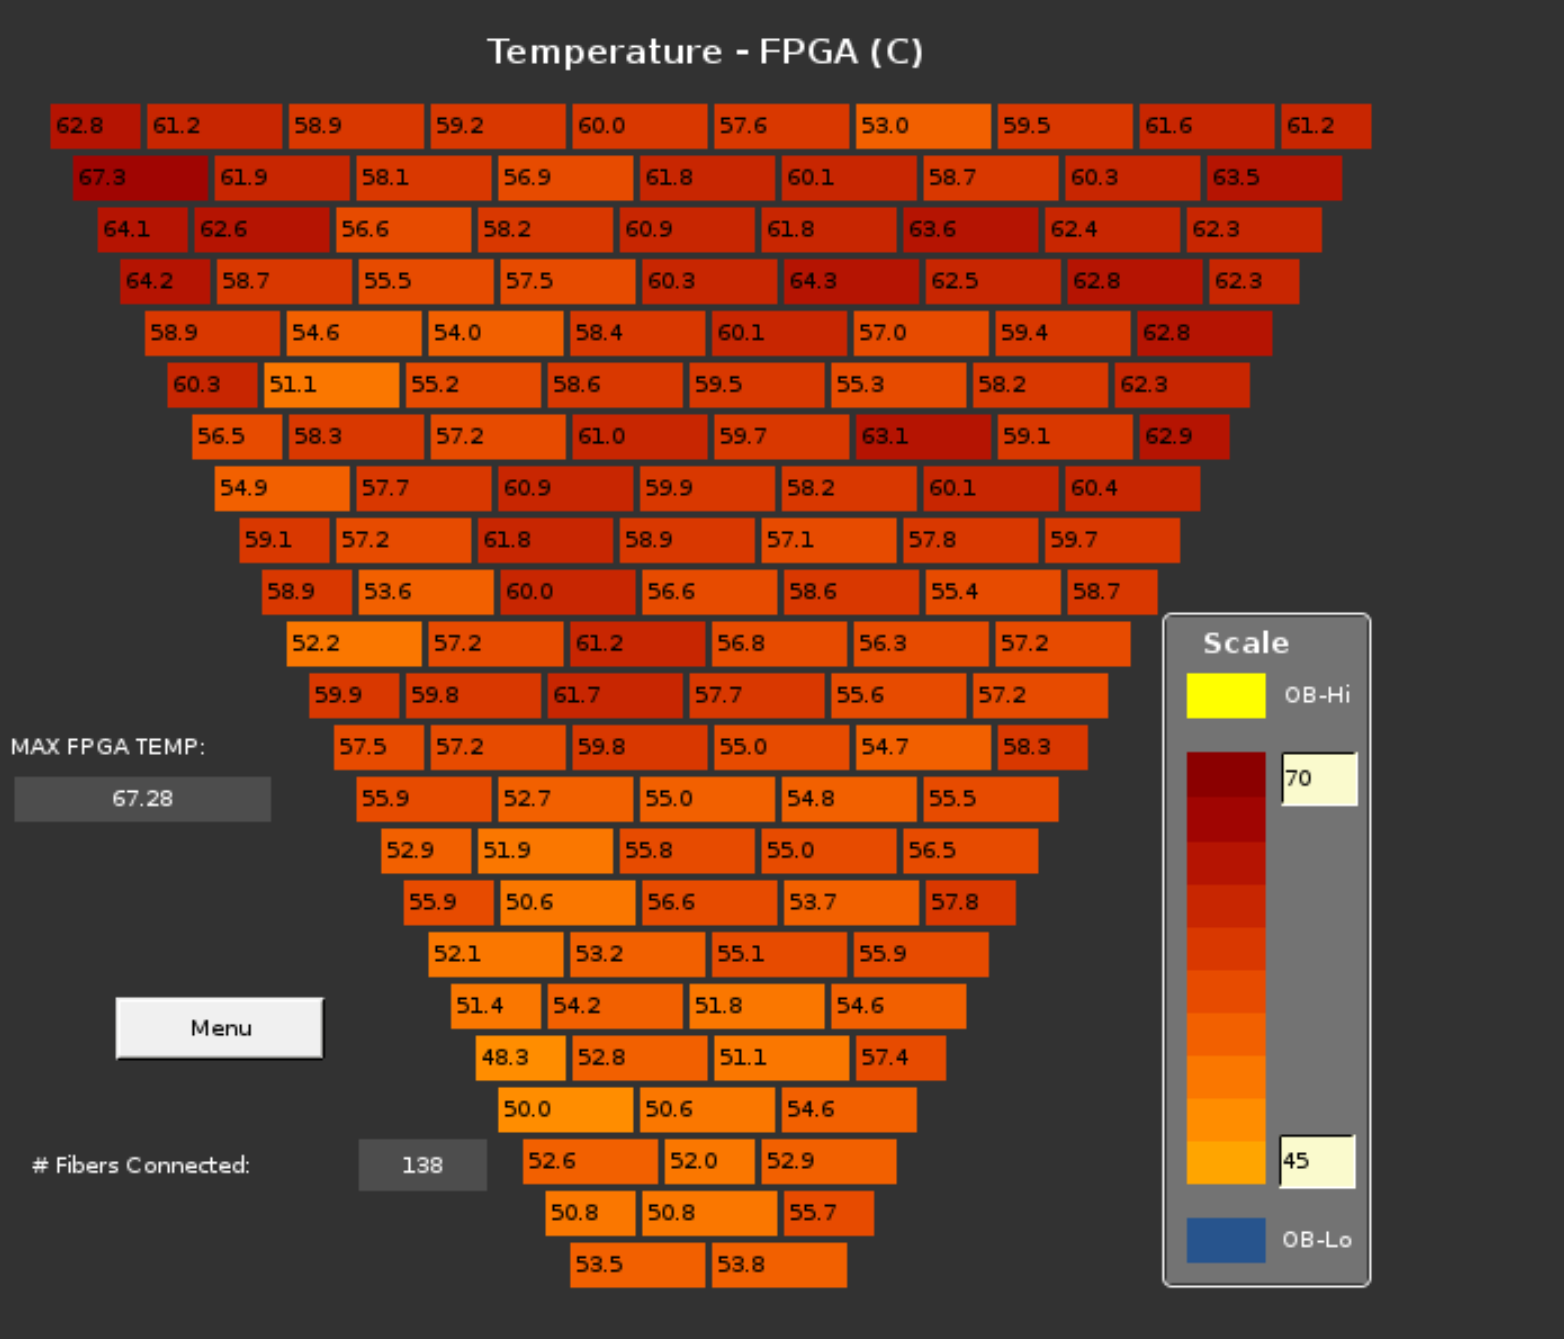 Temperature - FPGA (C)
62.8 61.2 58.9 59.2 60.0 57.6 53.0 59.5 61.6 61.2
67.3 61.9 58.1 56.9 61.8 60.1 58.7 60.3 63.5
64.1 62.6 56.6 58.2 60.9 61.8 63.6 62.4 62.3
64.2 58.7 55.5 57.5 60.3 64.3 62.5 62.8 62.3
58.9 54.6 54.0 58.4 60.1 57.0 59.4 62.8
60.3 51.1 55.2 58.6 59.5 55.3 58.2 62.3
56.5 58.3 57.2 61.0 59.7 63.1 59.1 62.9
54.9 57.7 60.9 59.9 58.2 60.1 60.4
59.1 57.2 61.8 58.9 57.1 57.8 59.7
58.9 53.6 60.0 56.6 58.6 55.4 58.7
52.2 57.2 61.2 56.8 56.3 57.2
59.9 59.8 61.7 57.7 55.6 57.2
57.5 57.2 59.8 55.0 54.7 58.3
55.9 52.7 55.0 54.8 55.5
52.9 51.9 55.8 55.0 56.5
55.9 50.6 56.6 53.7 57.8
52.1 53.2 55.1 55.9
51.4 54.2 51.8 54.6
48.3 52.8 51.1 57.4
50.0 50.6 54.6
52.6 52.0 52.9
50.8 50.8 55.7
53.5 53.8
MAX FPGA TEMP:
67.28
Menu
# Fibers Connected: 138
Scale
OB-Hi
70
45
OB-Lo